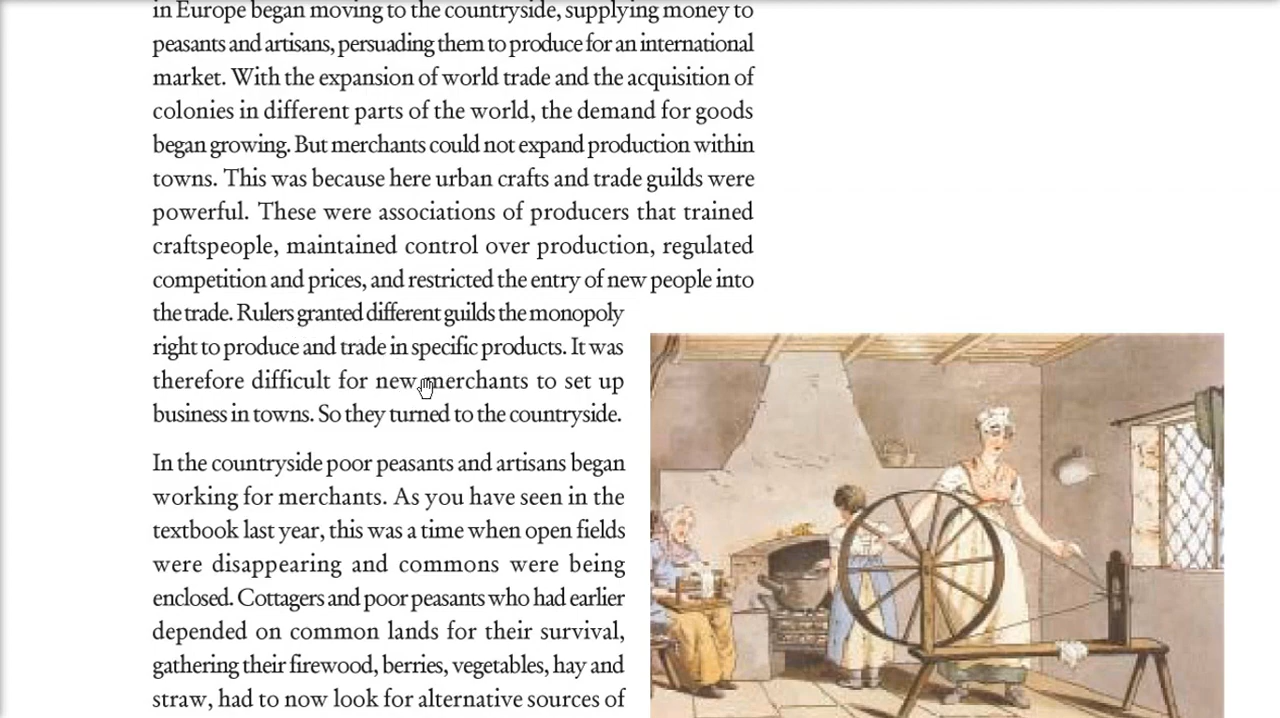 in Europe began moving to the countryside, supplying money to
peasants and artisans, persuading them to produce for an international
market. With the expansion of world trade and the acquisition of
colonies in different parts of the world, the demand for goods
began growing. But merchants could not expand production within
towns. This was because here urban crafts and trade guilds were
powerful. These were associations of producers that trained
craftspeople, maintained control over production, regulated
competition and prices, and restricted the entry of new people into
the trade. Rulers granted different guilds the monopoly
right to produce and trade in specific products. It was
therefore difficult for new merchants to set up
business in towns. So they turned to the countryside.
In the countryside poor peasants and artisans began
working for merchants. As you have seen in the
textbook last year, this was a time when open fields
were disappearing and commons were being
enclosed. Cottagers and poor peasants who had earlier
depended on common lands for their survival,
gathering their firewood, berries, vegetables, hay and
straw, had to now look for alternative sources of